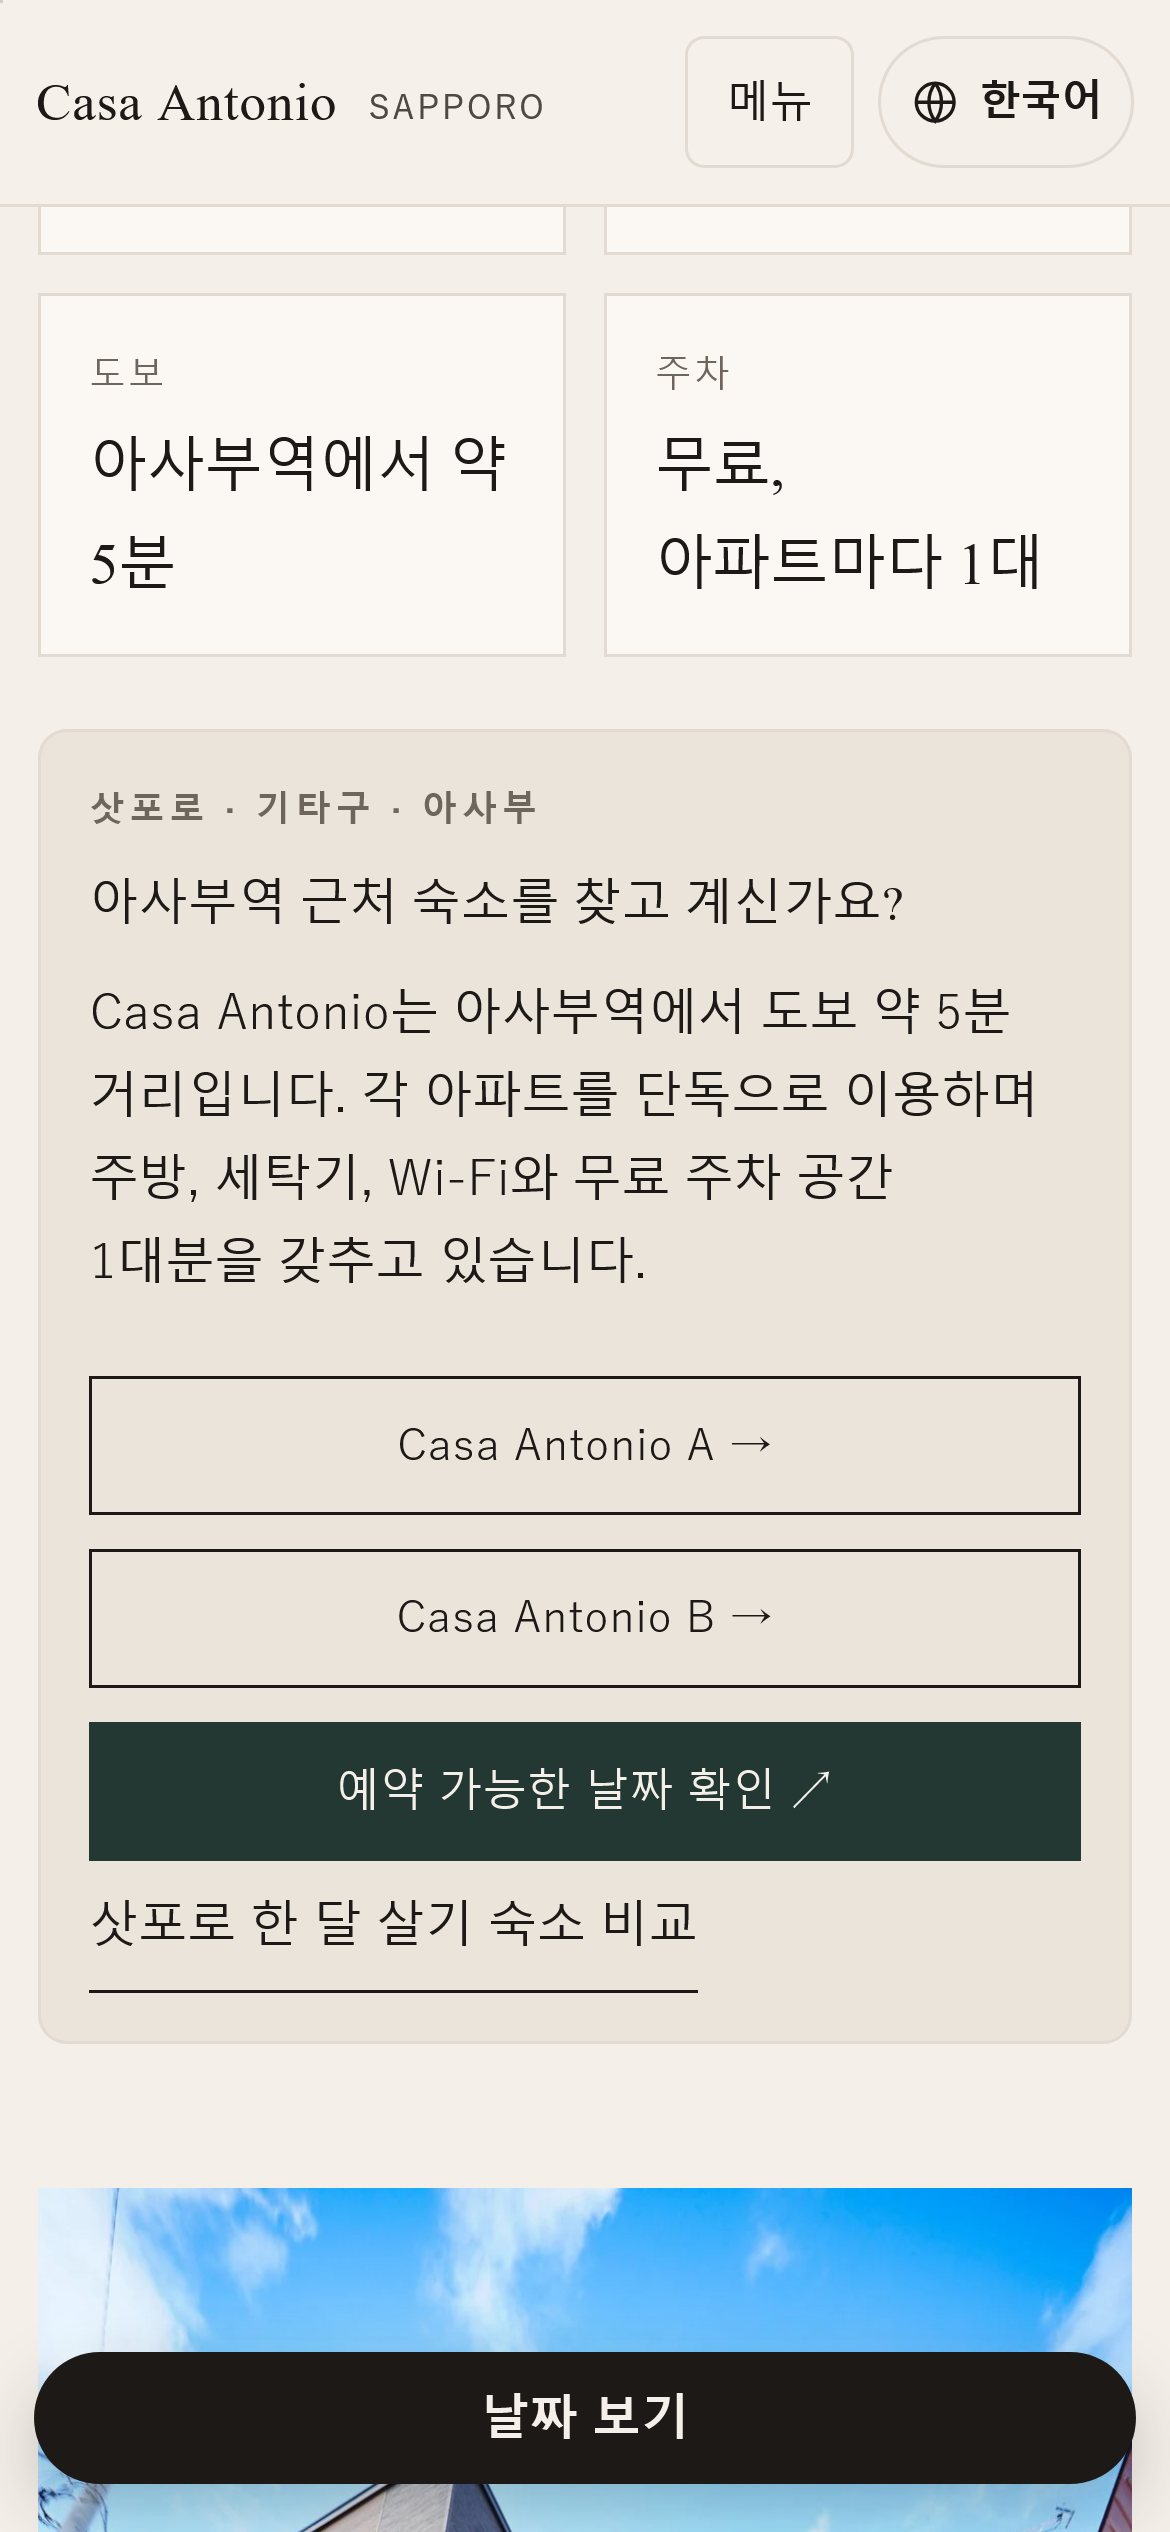 Casa Antonio SAPPORO
메뉴
한국어
도보
아사부역에서 약
5분
주차
무료,
아파트마다 1대
삿포로 · 기타구 · 아사부
아사부역 근처 숙소를 찾고 계신가요?
Casa Antonio는 아사부역에서 도보 약 5분
거리입니다. 각 아파트를 단독으로 이용하며
주방, 세탁기, Wi-Fi와 무료 주차 공간
1대분을 갖추고 있습니다.
Casa Antonio A →
Casa Antonio B →
예약 가능한 날짜 확인 ↗
삿포로 한 달 살기 숙소 비교
날짜 보기